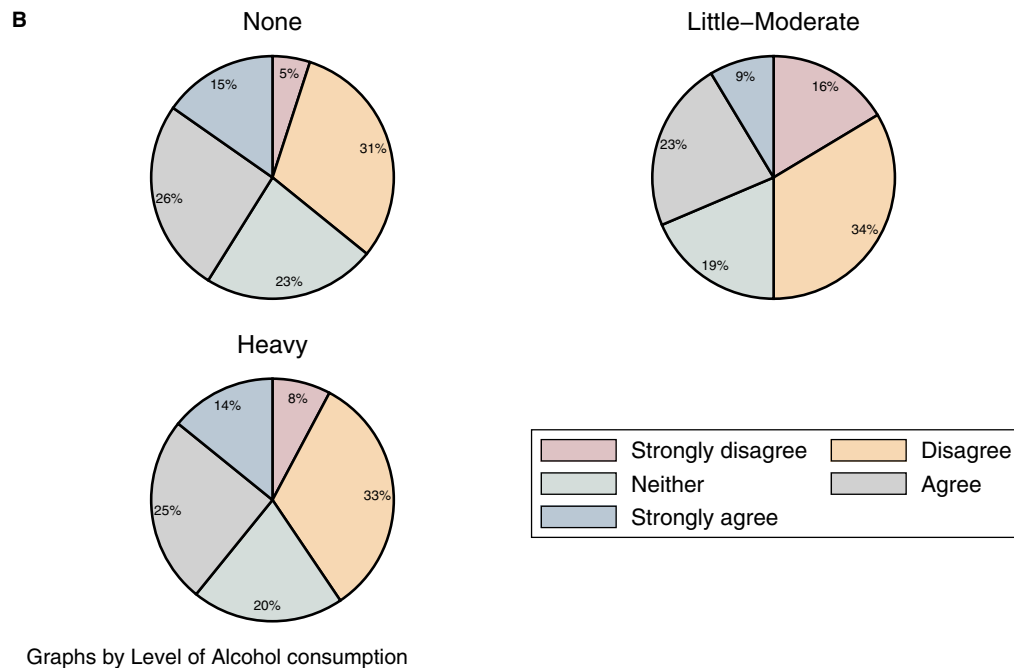 B
None
Little–Moderate
5%
15%
31%
26%
23%
9%
16%
23%
34%
19%
Heavy
14%
8%
25%
33%
20%
Strongly disagree Disagree
Neither Agree
Strongly agree
Graphs by Level of Alcohol consumption